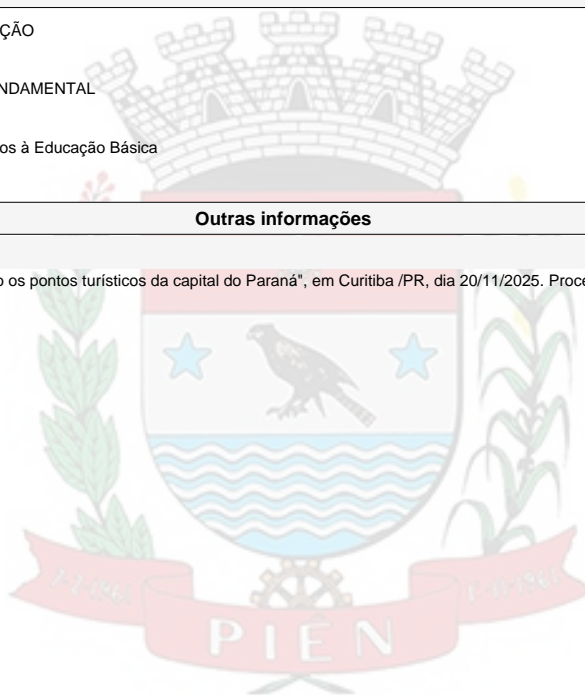 ÇÃO
NDAMENTAL
os à Educação Básica
Outras informações
o os pontos turísticos da capital do Paraná", em Curitiba /PR, dia 20/11/2025. Proce
PIÊN